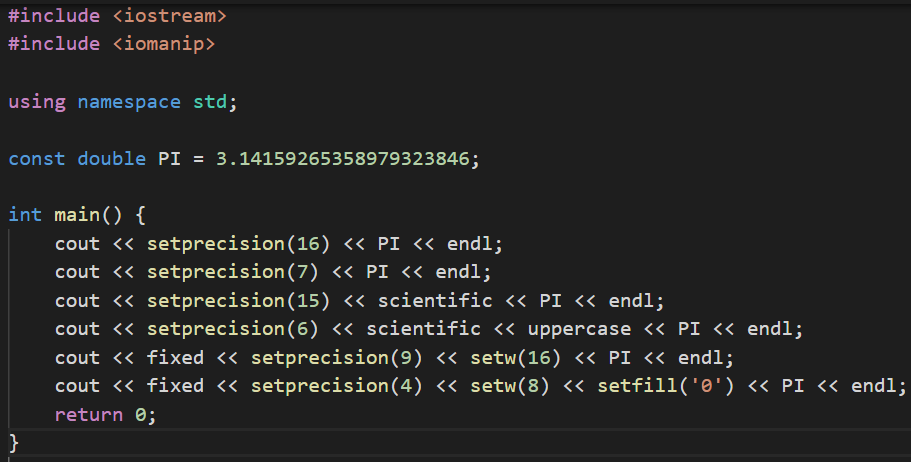 #include <iostream>
#include <iomanip>
using namespace std;
const double PI = 3.14159265358979323846;
int main() {
    cout << setprecision(16) << PI << endl;
    cout << setprecision(7) << PI << endl;
    cout << setprecision(15) << scientific << PI << endl;
    cout << setprecision(6) << scientific << uppercase << PI << endl;
    cout << fixed << setprecision(9) << setw(16) << PI << endl;
    cout << fixed << setprecision(4) << setw(8) << setfill('0') << PI << endl;
    return 0;
}